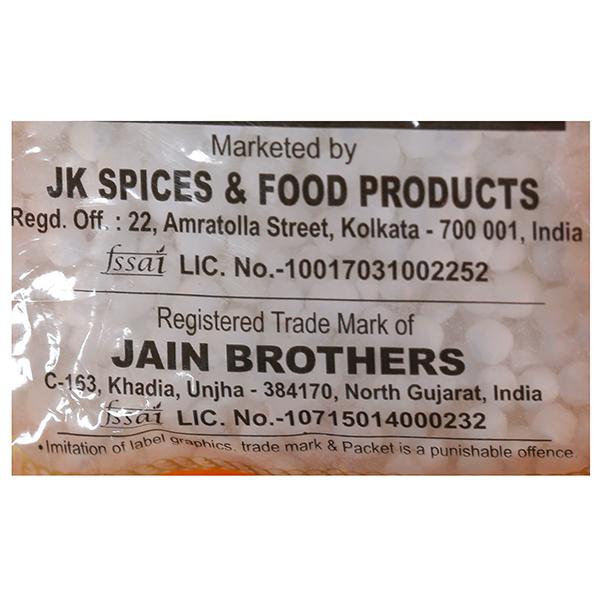 Marketed by
JK SPICES & FOOD PRODUCTS
Regd. Off. : 22, Amratolla Street, Kolkata - 700 001, India
fssai LIC. No.-10017031002252
Registered Trade Mark of
JAIN BROTHERS
C-163, Khadia, Unjha - 384170, North Gujarat, India
fssai LIC. No.-10715014000232
•Imitation of label graphics, trade mark & Packet is a punishable offence.